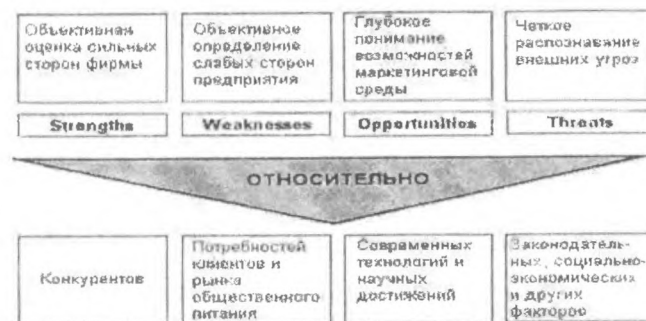 Объективная
оценка сильных
сторон фирмы
Объективное
определение
слабых сторон
предприятия
Глубокое
понимание
возможностей
маркетинговой
среды
Четкое
распознавание
внешних угроз
Strengths
Weaknesses
Opportunities
Threats
ОТНОСИТЕЛЬНО
Конкурентов
Потребностей
клиентов и
рынка
общественного
питания
Современных
технологий и
научных
достижений
Законодатель-
ных, социально-
экономических
и других
факторов